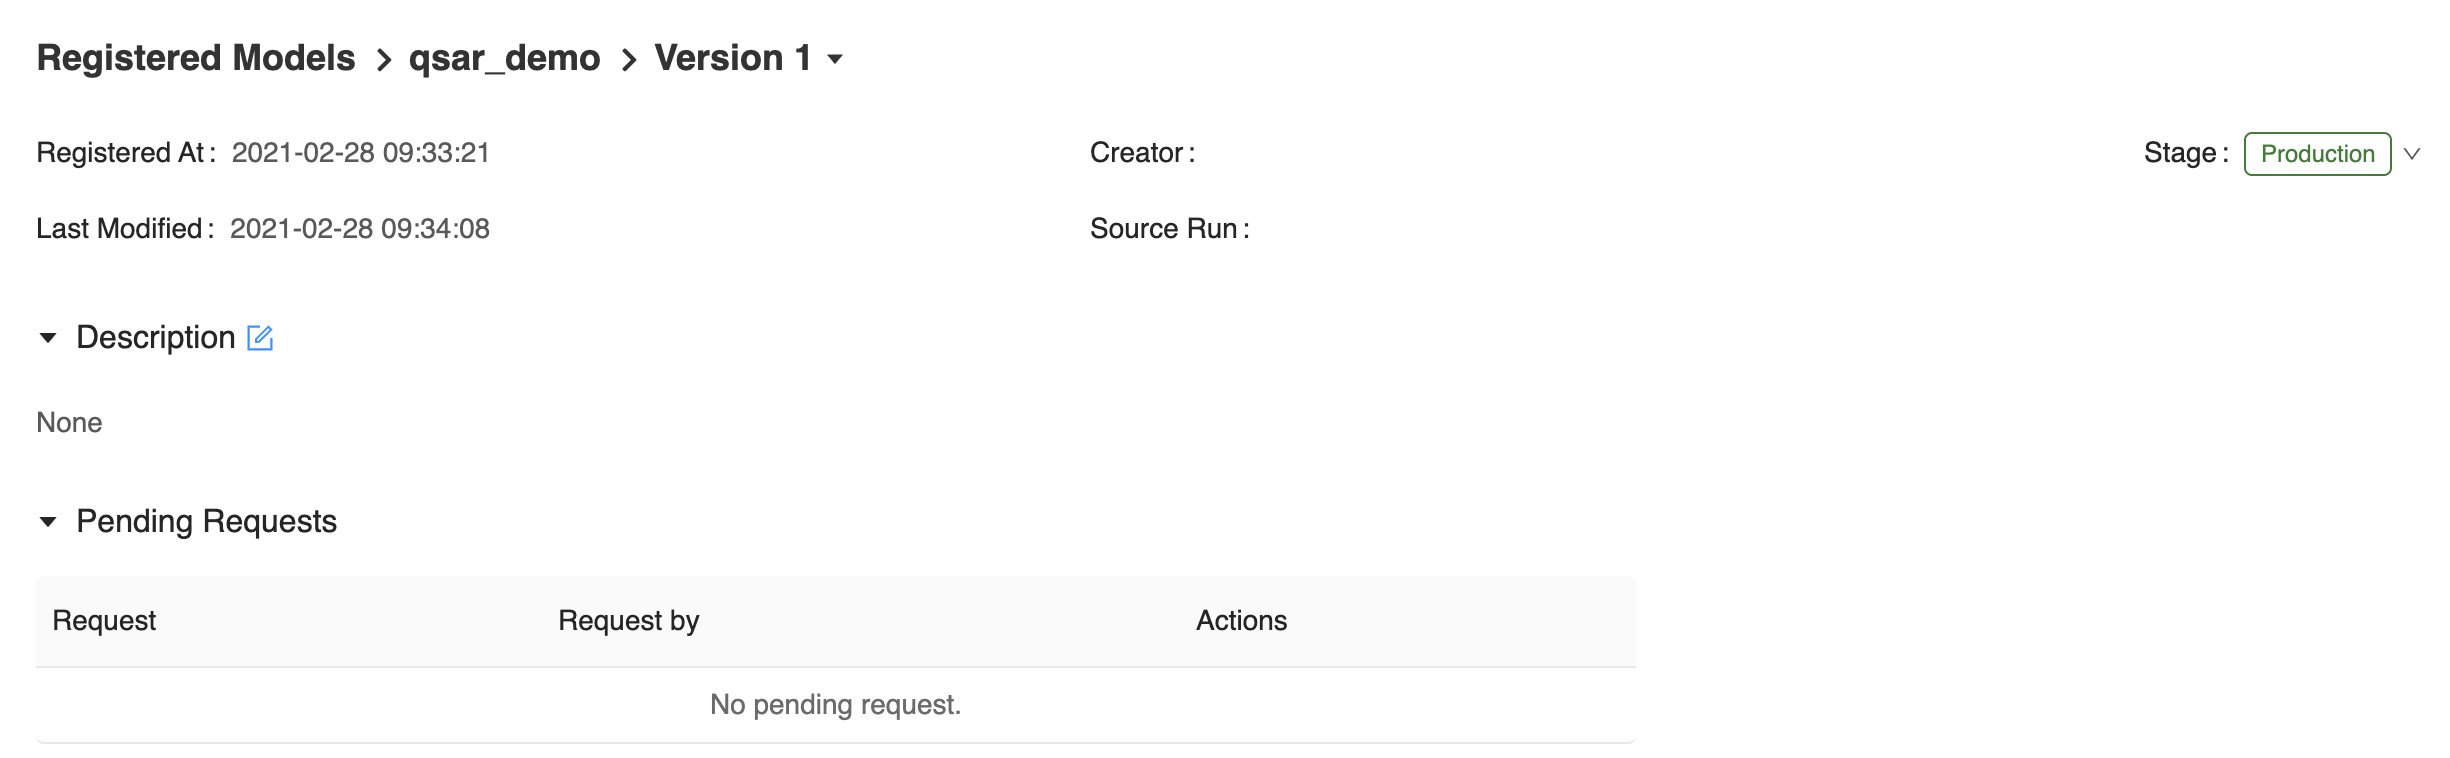 Registered Models > qsar_demo > Version 1
Registered At: 2021-02-28 09:33:21
Creator:
Stage: Production
Last Modified: 2021-02-28 09:34:08
Source Run:
Description
None
Pending Requests
Request Request by Actions
No pending request.